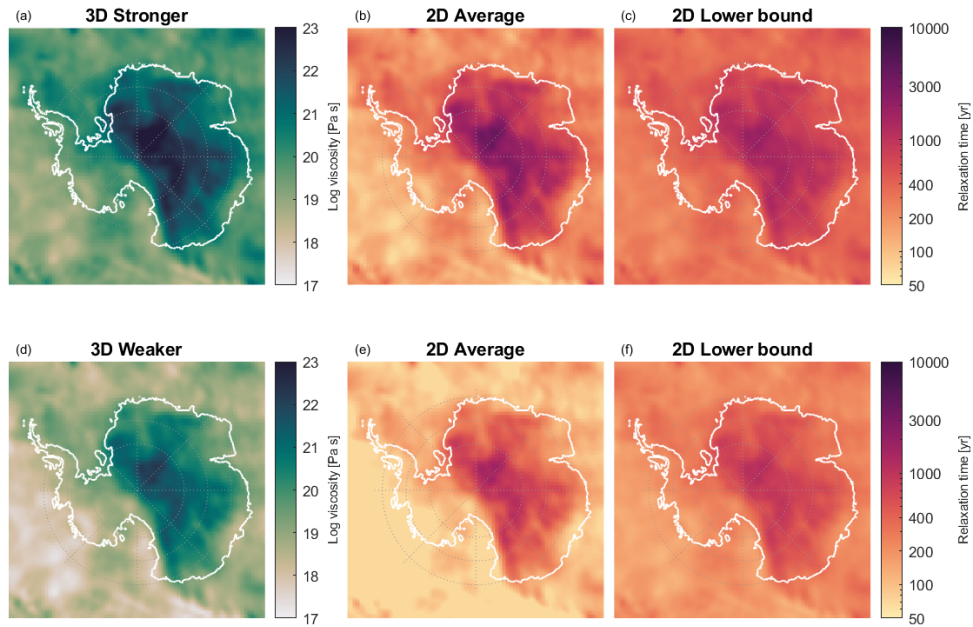 (a) 3D Stronger
23
22
21
20
19
18
17
Log viscosity [Pa s]
(b) 2D Average
(c) 2D Lower bound
10000
3000
1000
400
200
100
50
Relaxation time [yr]
(d) 3D Weaker
23
22
21
20
19
18
17
Log viscosity [Pa s]
(e) 2D Average
(f) 2D Lower bound
10000
3000
1000
400
200
100
50
Relaxation time [yr]